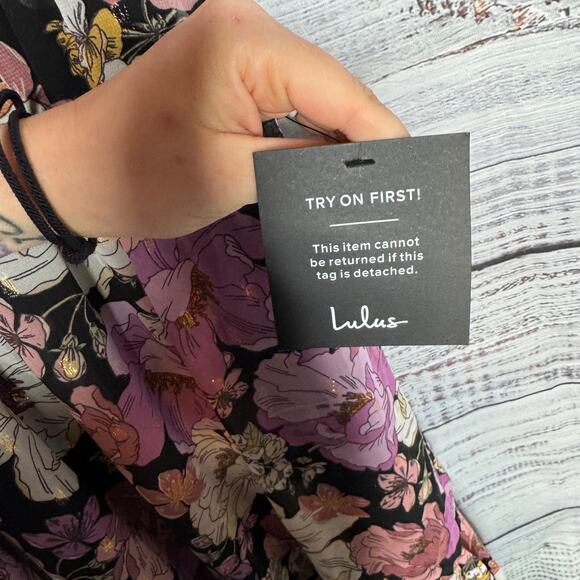 TRY ON FIRST!
This item cannot
be returned if this
tag is detached.
Lulus